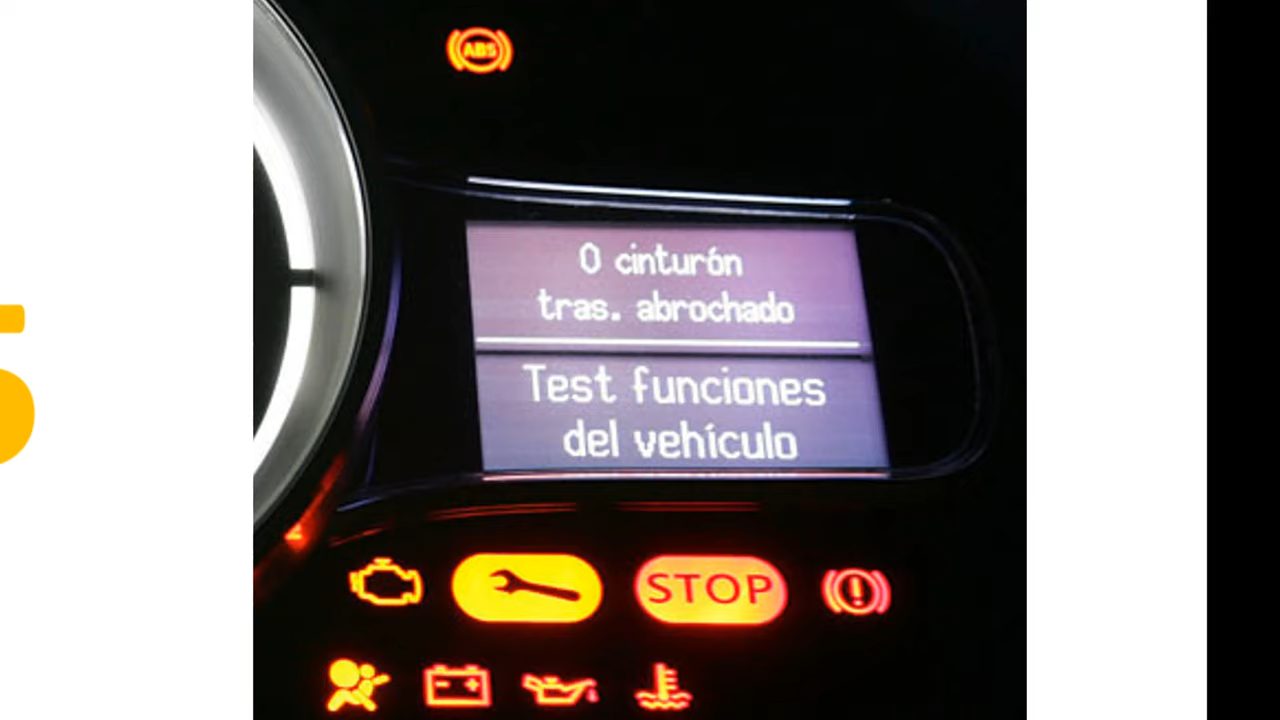 ABS
0 cinturón
tras. abrochado
Test funciones
del vehículo
STOP